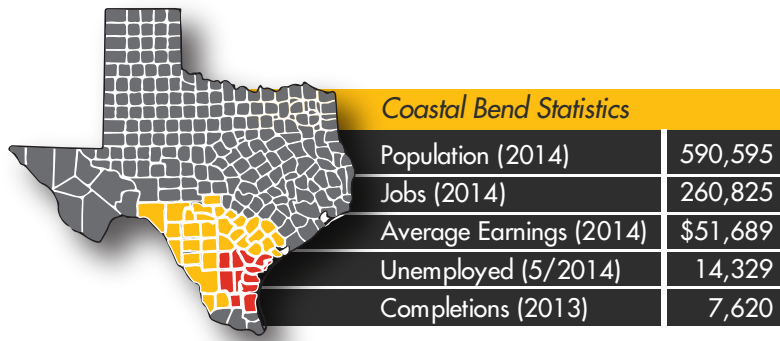 Coastal Bend Statistics
Population (2014) 590,595
Jobs (2014) 260,825
Average Earnings (2014) $51,689
Unemployed (5/2014) 14,329
Completions (2013) 7,620